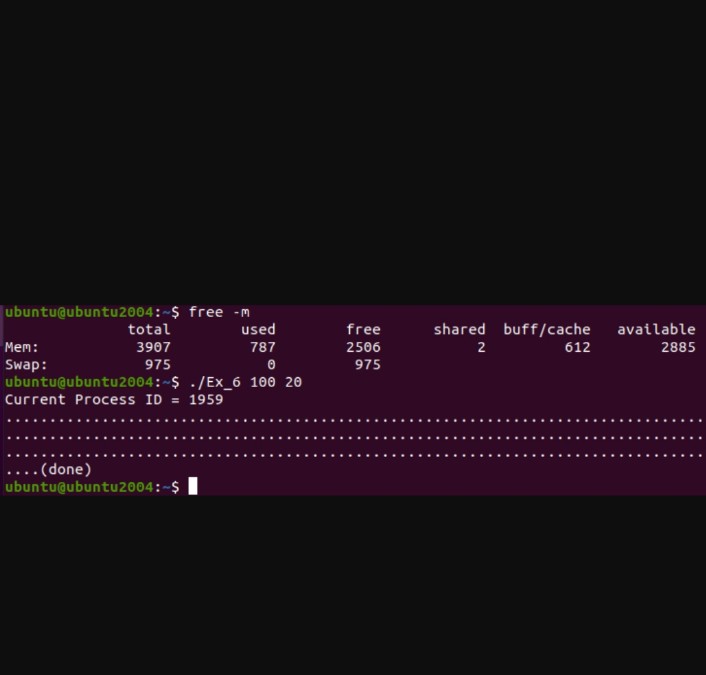 ubuntu@ubuntu2004:~$ free -m
              total        used        free      shared  buff/cache   available
Mem:           3907         787        2506           2         612        2885
Swap:           975           0         975
ubuntu@ubuntu2004:~$ ./Ex_6 100 20
Current Process ID = 1959
................................................................................
................................................................................
................................................................................
....(done)
ubuntu@ubuntu2004:~$